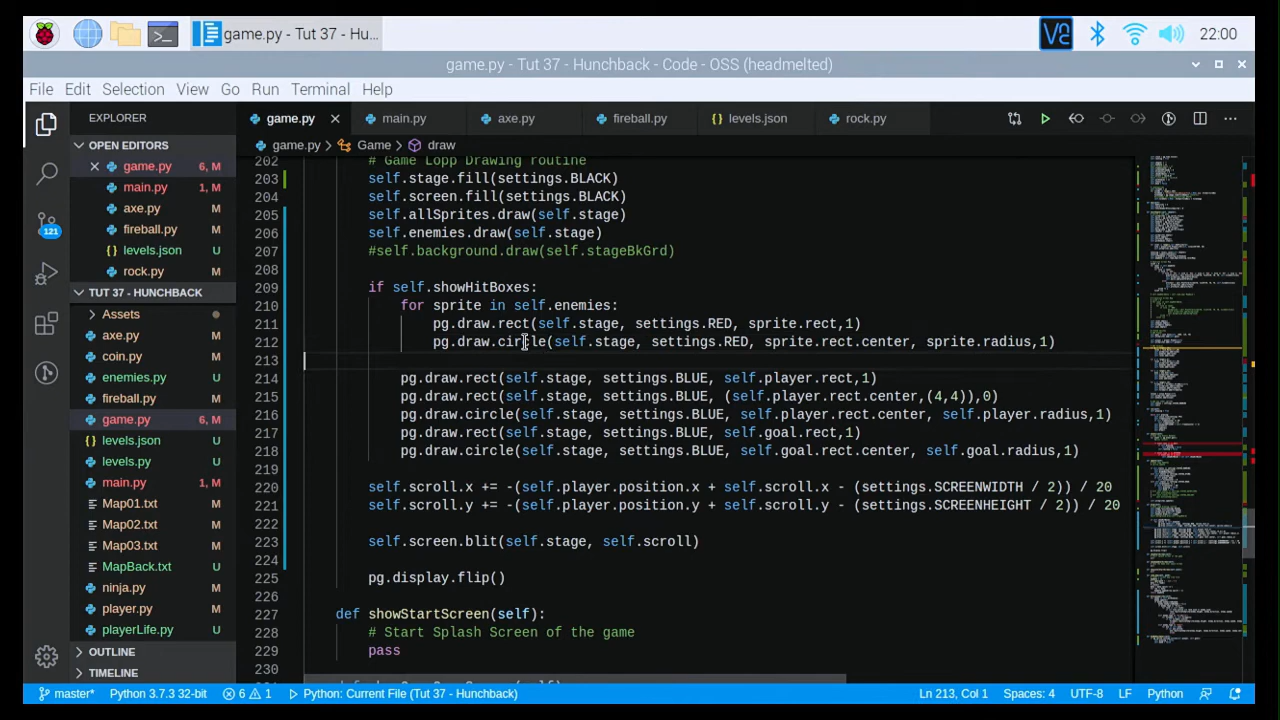 game.py - Tut 37 - Hu...
22:00
game.py - Tut 37 - Hunchback - Code - OSS (headmelted)
File Edit Selection View Go Run Terminal Help
EXPLORER
game.py main.py axe.py fireball.py levels.json rock.py
OPEN EDITORS
game.py 6, M
main.py 1, M
axe.py M
fireball.py M
levels.json U
rock.py M
TUT 37 - HUNCHBACK
Assets
axe.py M
coin.py M
enemies.py M
fireball.py M
game.py 6, M
levels.json U
levels.py U
main.py 1, M
Map01.txt M
Map02.txt M
Map03.txt M
MapBack.txt U
ninja.py M
player.py M
playerLife.py U
OUTLINE
TIMELINE
121
game.py > Game > draw
202 # Game Lopp Drawing routine
203 self.stage.fill(settings.BLACK)
204 self.screen.fill(settings.BLACK)
205 self.allSprites.draw(self.stage)
206 self.enemies.draw(self.stage)
207 #self.background.draw(self.stageBkGrd)
208
209 if self.showHitBoxes:
210 for sprite in self.enemies:
211 pg.draw.rect(self.stage, settings.RED, sprite.rect,1)
212 pg.draw.circle(self.stage, settings.RED, sprite.rect.center, sprite.radius,1)
213
214 pg.draw.rect(self.stage, settings.BLUE, self.player.rect,1)
215 pg.draw.rect(self.stage, settings.BLUE, (self.player.rect.center,(4,4)),0)
216 pg.draw.circle(self.stage, settings.BLUE, self.player.rect.center, self.player.radius,1)
217 pg.draw.rect(self.stage, settings.BLUE, self.goal.rect,1)
218 pg.draw.circle(self.stage, settings.BLUE, self.goal.rect.center, self.goal.radius,1)
219
220 self.scroll.x += -(self.player.position.x + self.scroll.x - (settings.SCREENWIDTH / 2)) / 20
221 self.scroll.y += -(self.player.position.y + self.scroll.y - (settings.SCREENHEIGHT / 2)) / 20
222
223 self.screen.blit(self.stage, self.scroll)
224
225 pg.display.flip()
226
227 def showStartScreen(self):
228 # Start Splash Screen of the game
229 pass
230
master* Python 3.7.3 32-bit 6 1 Python: Current File (Tut 37 - Hunchback) Ln 213, Col 1 Spaces: 4 UTF-8 LF Python